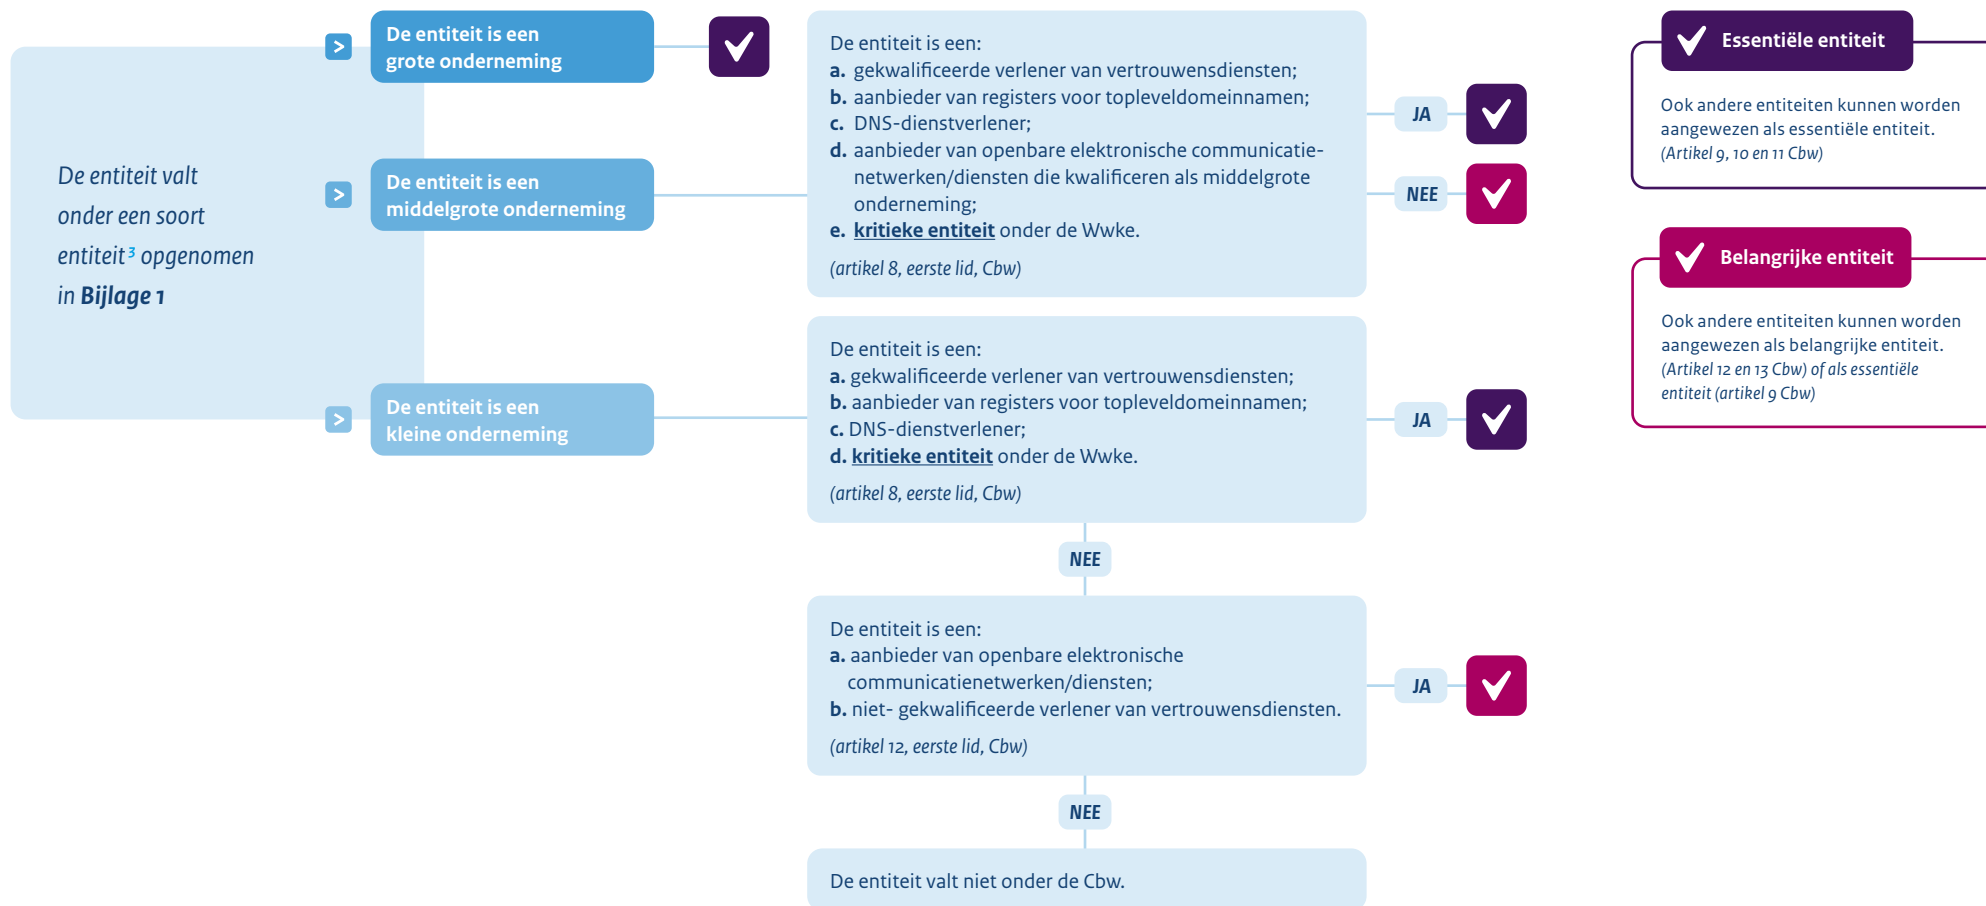 De entiteit valt
onder een soort
entiteit³ opgenomen
in Bijlage 1
>
De entiteit is een
grote onderneming
>
De entiteit is een
middelgrote onderneming
>
De entiteit is een
kleine onderneming
De entiteit is een:
a. gekwalificeerde verlener van vertrouwensdiensten;
b. aanbieder van registers voor topleveldomeinnamen;
c. DNS-dienstverlener;
d. aanbieder van openbare elektronische communicatie-
netwerken/diensten die kwalificeren als middelgrote
onderneming;
e. kritieke entiteit onder de Wwke.
(artikel 8, eerste lid, Cbw)
JA
NEE
De entiteit is een:
a. gekwalificeerde verlener van vertrouwensdiensten;
b. aanbieder van registers voor topleveldomeinnamen;
c. DNS-dienstverlener;
d. kritieke entiteit onder de Wwke.
(artikel 8, eerste lid, Cbw)
JA
NEE
De entiteit is een:
a. aanbieder van openbare elektronische
communicatienetwerken/diensten;
b. niet- gekwalificeerde verlener van vertrouwensdiensten.
(artikel 12, eerste lid, Cbw)
JA
NEE
De entiteit valt niet onder de Cbw.
Essentiële entiteit
Ook andere entiteiten kunnen worden
aangewezen als essentiële entiteit.
(Artikel 9, 10 en 11 Cbw)
Belangrijke entiteit
Ook andere entiteiten kunnen worden
aangewezen als belangrijke entiteit.
(Artikel 12 en 13 Cbw) of als essentiële
entiteit (artikel 9 Cbw)